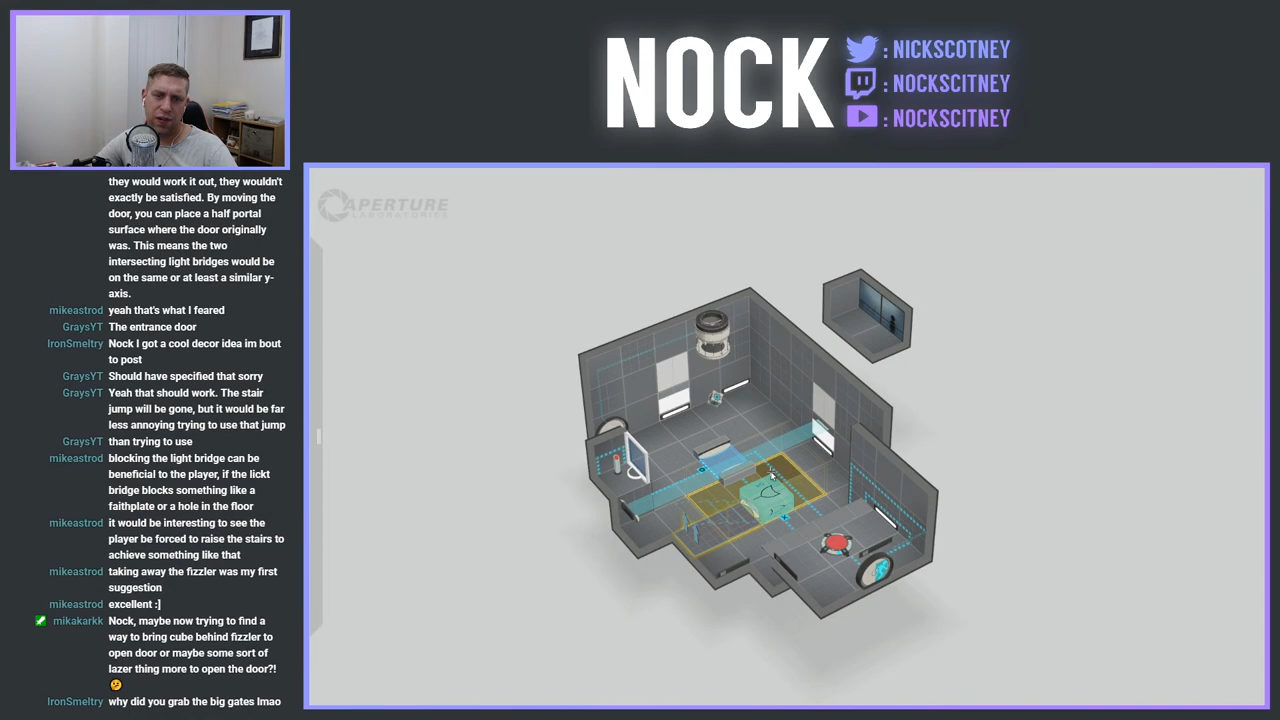 NOCK
: NICKSCOTNEY
: NOCKSCITNEY
: NOCKSCITNEY
APERTURE
LABORATORIES
they would work it out, they wouldn't
exactly be satisfied. By moving the
door, you can place a half portal
surface where the door originally
was. This means the two
intersecting light bridges would be
on the same or at least a similar y-
axis.
mikeastrod yeah that's what I feared
GraysYT The entrance door
IronSmeltry Nock I got a cool decor idea im bout
to post
GraysYT Should have specified that sorry
GraysYT Yeah that should work. The stair
jump will be gone, but it would be far
less annoying trying to use that jump
GraysYT than trying to use
mikeastrod blocking the light bridge can be
beneficial to the player, if the lickt
bridge blocks something like a
faithplate or a hole in the floor
mikeastrod it would be interesting to see the
player be forced to raise the stairs to
achieve something like that
mikeastrod taking away the fizzler was my first
suggestion
mikeastrod excellent :]
mikakarkk Nock, maybe now trying to find a
way to bring cube behind fizzler to
open door or maybe some sort of
lazer thing more to open the door?!
🤔
IronSmeltry why did you grab the big gates lmao